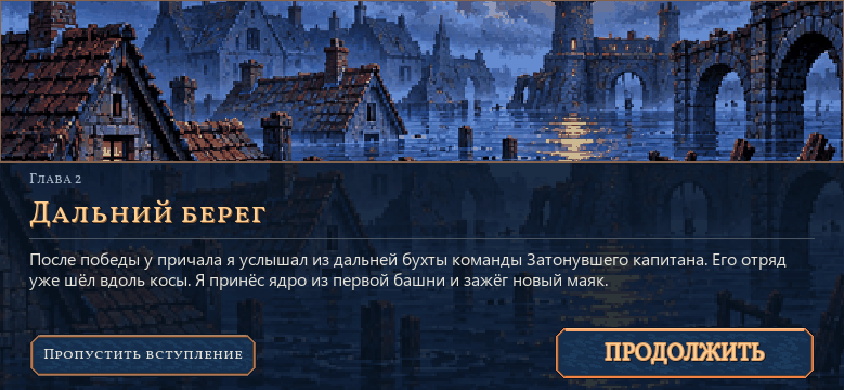 Глава 2
Дальний берег
После победы у причала я услышал из дальней бухты команды Затонувшего капитана. Его отряд
уже шёл вдоль косы. Я принёс ядро из первой башни и зажёг новый маяк.
Пропустить вступление
ПРОДОЛЖИТЬ